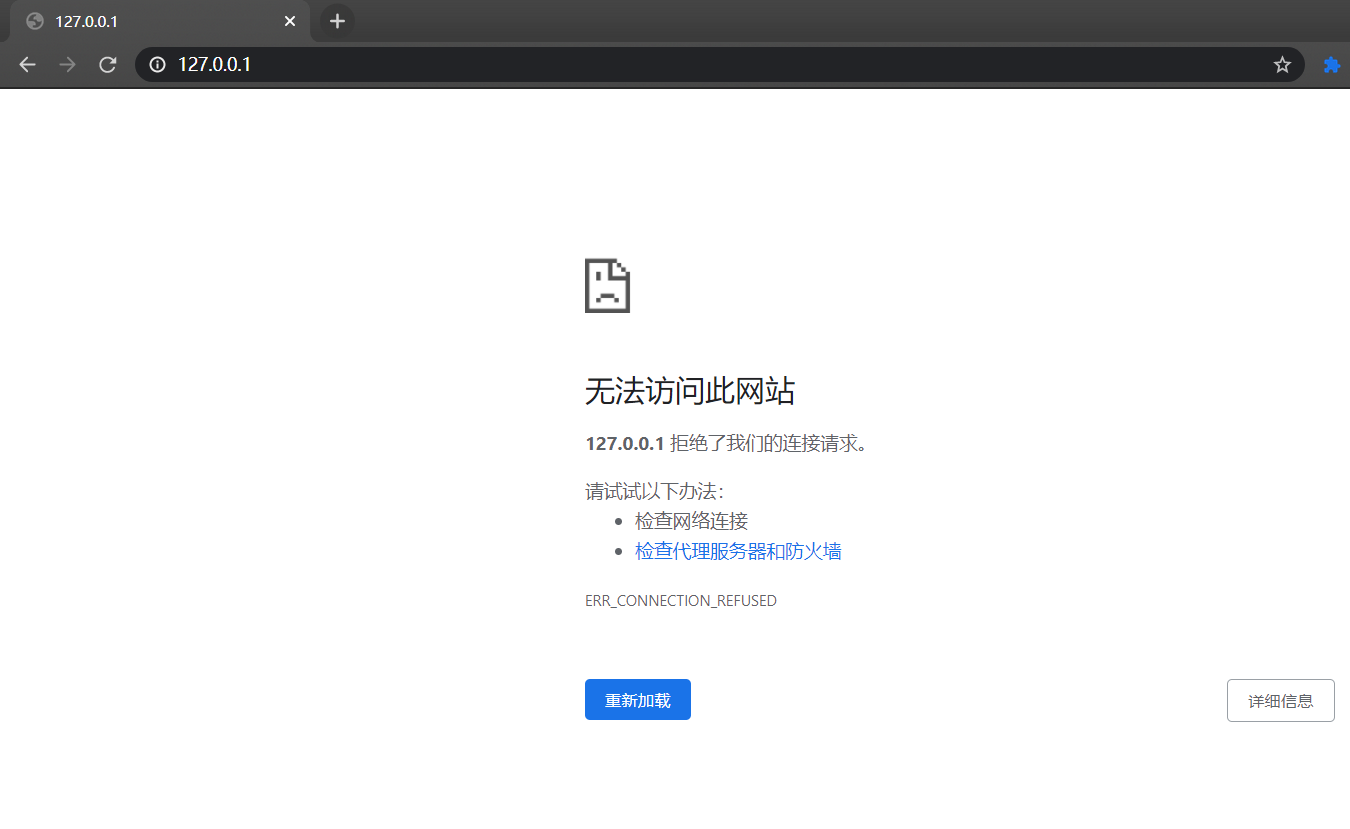 127.0.0.1
127.0.0.1
无法访问此网站
127.0.0.1 拒绝了我们的连接请求。
请试试以下办法：
检查网络连接
检查代理服务器和防火墙
ERR_CONNECTION_REFUSED
重新加载
详细信息